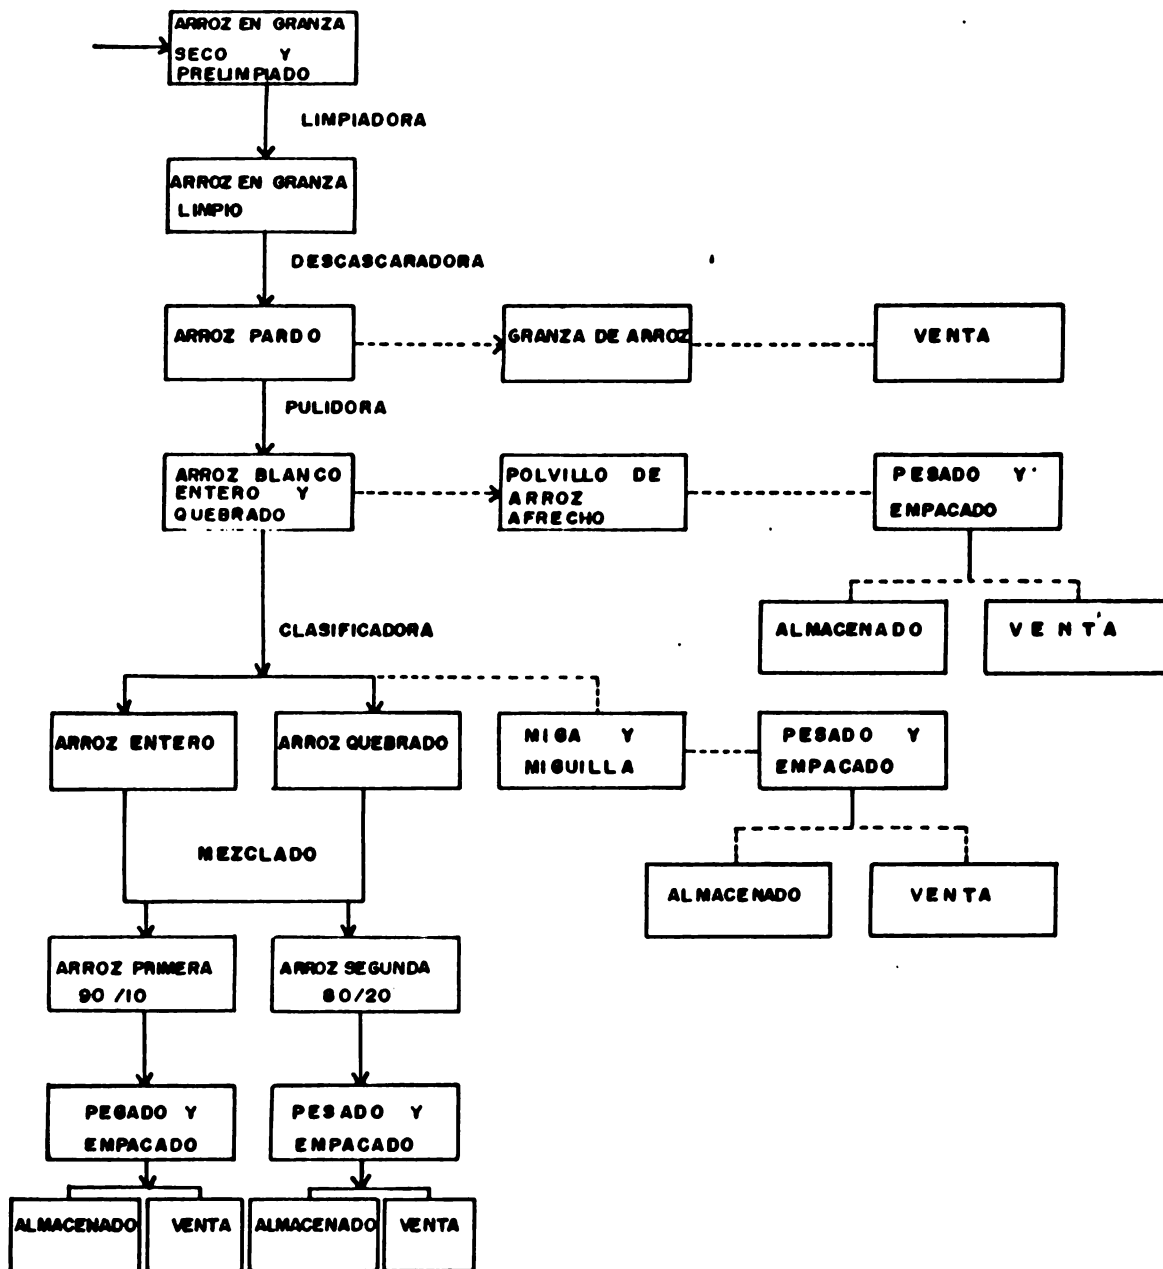 ARROZ EN GRANZA
SECO Y
PRELIMPIADO
LIMPIADORA
ARROZ EN GRANZA
LIMPIO
DESCASCARADORA
ARROZ PARDO
GRANZA DE ARROZ
VENTA
PULIDORA
ARROZ BLANCO
ENTERO Y
QUEBRADO
POLVILLO DE
ARROZ
AFRECHO
PESADO Y
EMPACADO
ALMACENADO
VENTA
CLASIFICADORA
ARROZ ENTERO
ARROZ QUEBRADO
MIGA Y
MIGUILLA
PESADO Y
EMPACADO
MEZCLADO
ALMACENADO
VENTA
ARROZ PRIMERA
90/10
ARROZ SEGUNDA
80/20
PESADO Y
EMPACADO
PESADO Y
EMPACADO
ALMACENADO
VENTA
ALMACENADO
VENTA